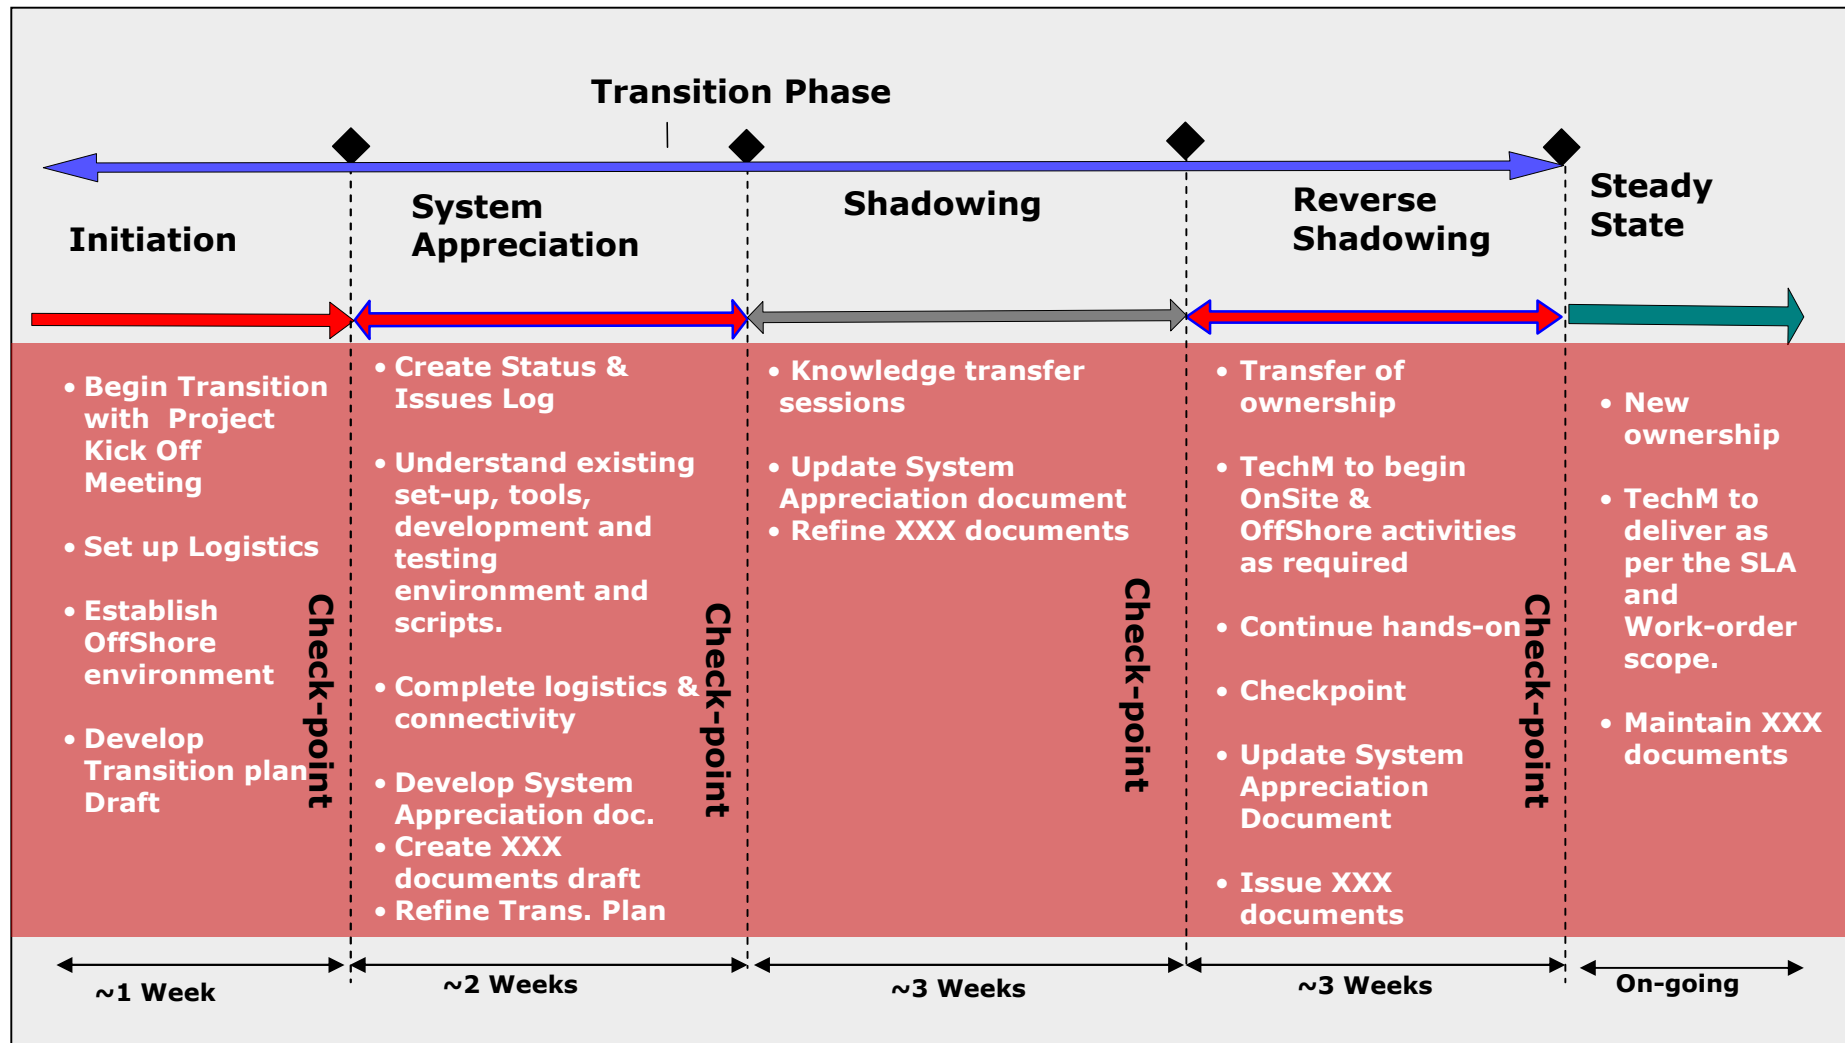 Transition Phase
Initiation
System
Appreciation
Shadowing
Reverse
Shadowing
Steady
State
• Begin Transition
with  Project
Kick Off
Meeting
• Set up Logistics
• Establish
OffShore
environment
• Develop
Transition plan
Draft
Check-point
• Create Status &
Issues Log
• Understand existing
set-up, tools,
development and
testing
environment and
scripts.
• Complete logistics &
connectivity
• Develop System
Appreciation doc.
• Create XXX
documents draft
• Refine Trans. Plan
Check-point
• Knowledge transfer
sessions
• Update System
Appreciation document
• Refine XXX documents
Check-point
• Transfer of
ownership
• TechM to begin
OnSite &
OffShore activities
as required
• Continue hands-on
• Checkpoint
• Update System
Appreciation
Document
• Issue XXX
documents
Check-point
• New
ownership
• TechM to
deliver as
per the SLA
and
Work-order
scope.
• Maintain XXX
documents
~1 Week
~2 Weeks
~3 Weeks
~3 Weeks
On-going